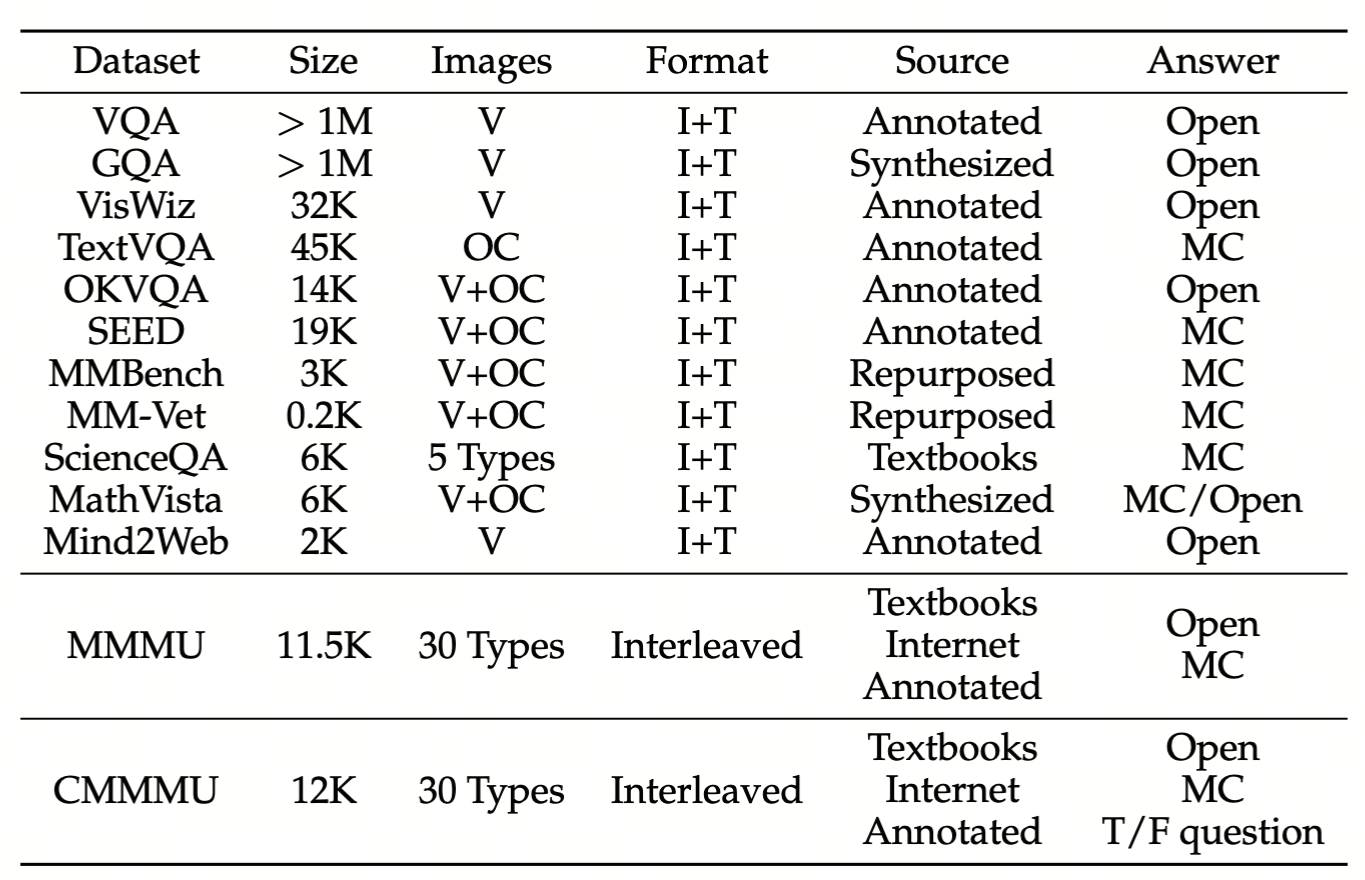 Dataset Size Images Format Source Answer
VQA > 1M V I+T Annotated Open
GQA > 1M V I+T Synthesized Open
VisWiz 32K V I+T Annotated Open
TextVQA 45K OC I+T Annotated MC
OKVQA 14K V+OC I+T Annotated Open
SEED 19K V+OC I+T Annotated MC
MMBench 3K V+OC I+T Repurposed MC
MM-Vet 0.2K V+OC I+T Repurposed MC
ScienceQA 6K 5 Types I+T Textbooks MC
MathVista 6K V+OC I+T Synthesized MC/Open
Mind2Web 2K V I+T Annotated Open
Textbooks
Open
MMMU 11.5K 30 Types Interleaved Internet
MC
Annotated
Textbooks Open
CMMMU 12K 30 Types Interleaved Internet MC
Annotated T/F question